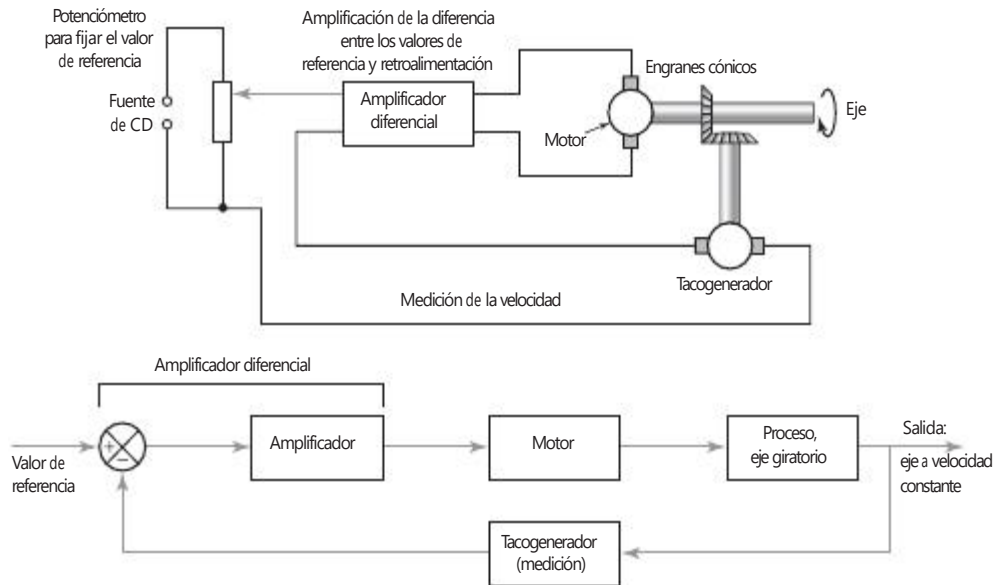 Potenciómetro
para fijar el valor
de referencia
Amplificación de la diferencia
entre los valores de
referencia y retroalimentación
Fuente
de CD
Amplificador
diferencial
Motor
Engranes cónicos
Eje
Tacogenerador
Medición de la velocidad
Amplificador diferencial
Valor de
referencia
+
−
Amplificador
Motor
Proceso,
eje giratorio
Salida:
eje a velocidad
constante
Tacogenerador
(medición)